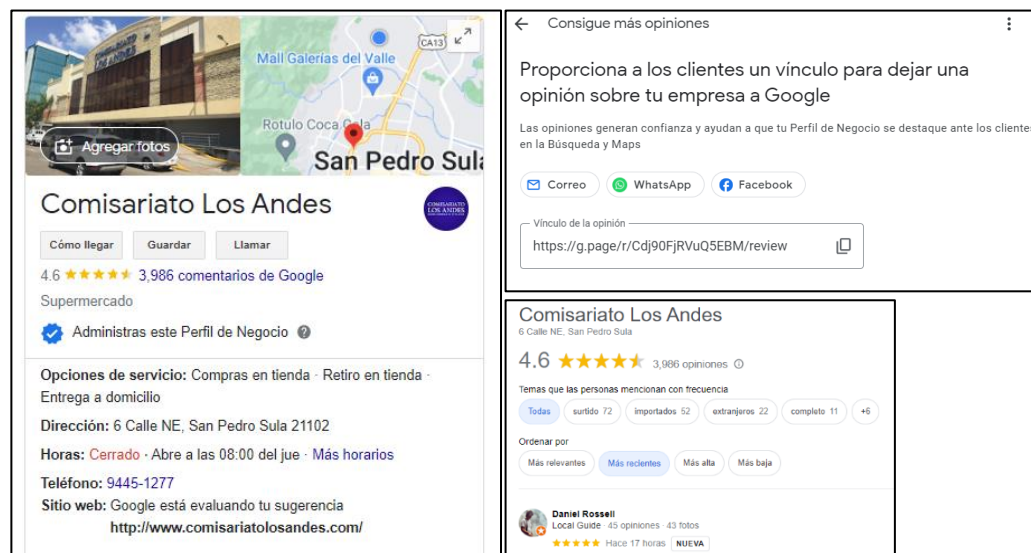 COMISARIATO
LOS ANDES
Agregar fotos
CA13
Mall Galerías del Valle
Rotulo Coca Cola
San Pedro Sula
Comisariato Los Andes
COMISARIATO
LOS ANDES
Cómo llegar
Guardar
Llamar
4.6 3,986 comentarios de Google
Supermercado
Administras este Perfil de Negocio
Opciones de servicio: Compras en tienda · Retiro en tienda ·
Entrega a domicilio
Dirección: 6 Calle NE, San Pedro Sula 21102
Horas: Cerrado · Abre a las 08:00 del jue · Más horarios
Teléfono: 9445-1277
Sitio web: Google está evaluando tu sugerencia
http://www.comisariatolosandes.com/
Consigue más opiniones
Proporciona a los clientes un vínculo para dejar una
opinión sobre tu empresa a Google
Las opiniones generan confianza y ayudan a que tu Perfil de Negocio se destaque ante los cliente
en la Búsqueda y Maps
Correo
WhatsApp
Facebook
Vínculo de la opinión
https://g.page/r/Cdj90FjRVuQ5EBM/review
Comisariato Los Andes
6 Calle NE, San Pedro Sula
4.6 3,986 opiniones
Temas que las personas mencionan con frecuencia
Todas
surtido 72
importados 52
extranjeros 22
completo 11
+6
Ordenar por
Más relevantes
Más recientes
Más alta
Más baja
Daniel Rossell
Local Guide · 45 opiniones · 43 fotos
Hace 17 horas NUEVA